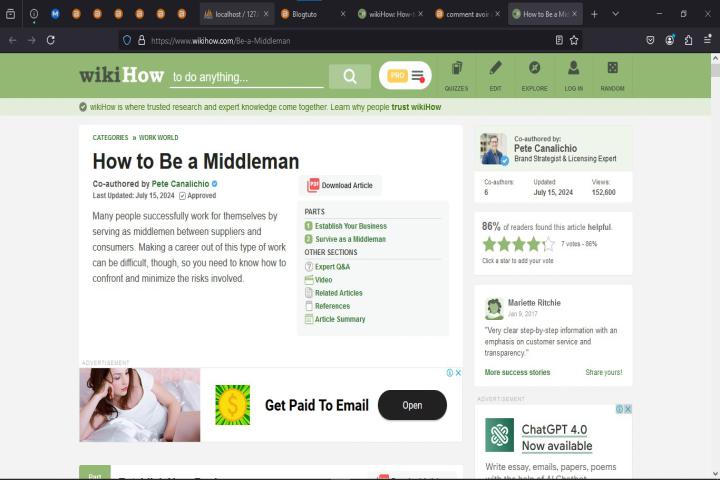 localhost / 127
Blogtuto
wikiHow: How-t
comment avoir
How to Be a Mid
https://www.wikihow.com/Be-a-Middleman
wikiHow to do anything...
PRO
QUIZZES
EDIT
EXPLORE
LOG IN
RANDOM
wikiHow is where trusted research and expert knowledge come together. Learn why people trust wikiHow
CATEGORIES » WORK WORLD
How to Be a Middleman
Co-authored by Pete Canalichio
Last Updated: July 15, 2024 Approved
PDF Download Article
Many people successfully work for themselves by
serving as middlemen between suppliers and
consumers. Making a career out of this type of work
can be difficult, though, so you need to know how to
confront and minimize the risks involved.
PARTS
1 Establish Your Business
2 Survive as a Middleman
OTHER SECTIONS
Expert Q&A
Video
Related Articles
References
Article Summary
ADVERTISEMENT
Get Paid To Email
Open
Part
Co-authored by:
Pete Canalichio
Brand Strategist & Licensing Expert
Co-authors:
6
Updated:
July 15, 2024
Views:
152,600
86% of readers found this article helpful.
7 votes - 86%
Click a star to add your vote
Mariette Ritchie
Jan 9, 2017
"Very clear step-by-step information with an
emphasis on customer service and
transparency."
More success stories
Share yours!
ADVERTISEMENT
ChatGPT 4.0
Now available
Write essay, emails, papers, poems
with the help of AI Chatbot